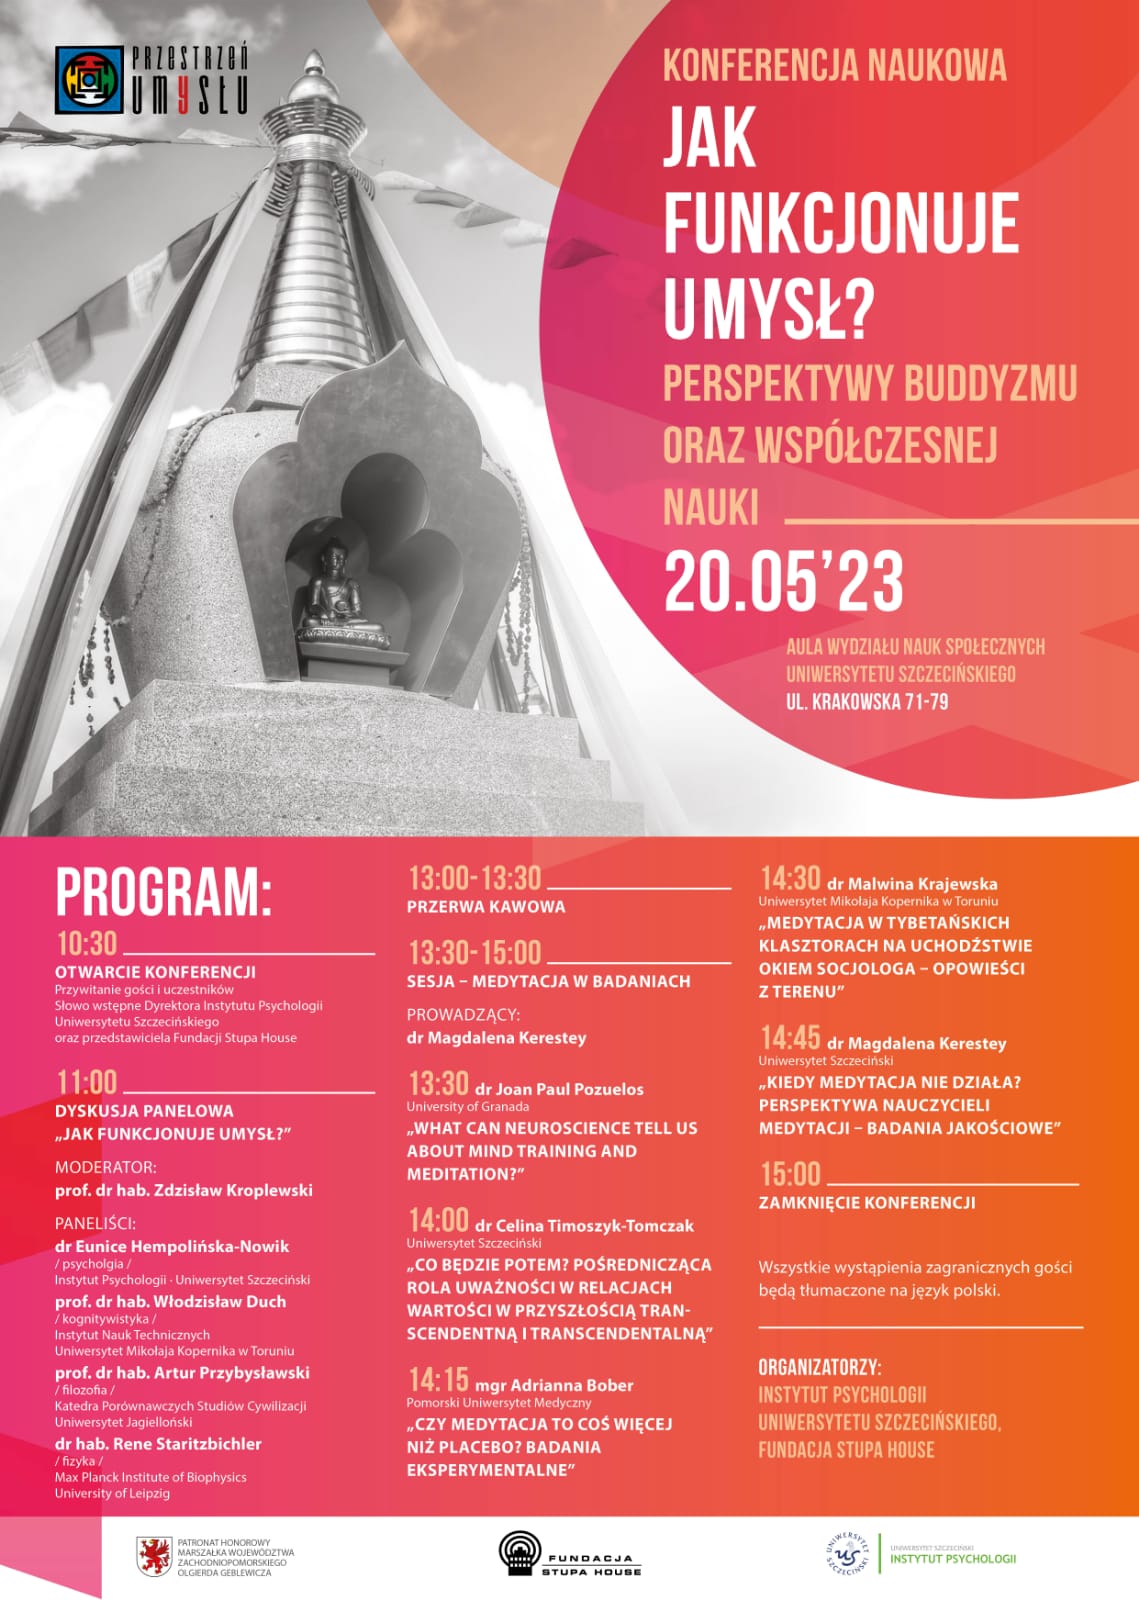 PRZESTRZEŃ
UMYSŁU
KONFERENCJA NAUKOWA
JAK
FUNKCJONUJE
UMYSŁ?
PERSPEKTYWY BUDDYZMU
ORAZ WSPÓŁCZESNEJ
NAUKI
20.05’23
AULA WYDZIAŁU NAUK SPOŁECZNYCH
UNIWERSYTETU SZCZECIŃSKIEGO
UL. KRAKOWSKA 71-79
PROGRAM:
10:30
OTWARCIE KONFERENCJI
Przywitanie gości i uczestników
Słowo wstępne Dyrektora Instytutu Psychologii
Uniwersytetu Szczecińskiego
oraz przedstawiciela Fundacji Stupa House
11:00
DYSKUSJA PANELOWA
„JAK FUNKCJONUJE UMYSŁ?”
MODERATOR:
prof. dr hab. Zdzisław Kroplewski
PANELIŚCI:
dr Eunice Hempolińska-Nowik
/ psycholgia /
Instytut Psychologii · Uniwersytet Szczeciński
prof. dr hab. Włodzisław Duch
/ kognitywistyka /
Instytut Nauk Technicznych
Uniwersytet Mikołaja Kopernika w Toruniu
prof. dr hab. Artur Przybysławski
/ filozofia /
Katedra Porównawczych Studiów Cywilizacji
Uniwersytet Jagielloński
dr hab. Rene Staritzbichler
/ fizyka /
Max Planck Institute of Biophysics
University of Leipzig
13:00-13:30
PRZERWA KAWOWA
13:30-15:00
SESJA – MEDYTACJA W BADANIACH
PROWADZĄCY:
dr Magdalena Kerestey
13:30 dr Joan Paul Pozuelos
University of Granada
„WHAT CAN NEUROSCIENCE TELL US
ABOUT MIND TRAINING AND
MEDITATION?”
14:00 dr Celina Timoszyk-Tomczak
Uniwersytet Szczeciński
„CO BĘDZIE POTEM? POŚREDNICZĄCA
ROLA UWAŻNOŚCI W RELACJACH
WARTOŚCI W PRZYSZŁOŚCIĄ TRAN-
SCENDENTNĄ I TRANSCENDENTALNĄ”
14:15 mgr Adrianna Bober
Pomorski Uniwersytet Medyczny
„CZY MEDYTACJA TO COŚ WIĘCEJ
NIŻ PLACEBO? BADANIA
EKSPERYMENTALNE”
14:30 dr Malwina Krajewska
Uniwersytet Mikołaja Kopernika w Toruniu
„MEDYTACJA W TYBETAŃSKICH
KLASZTORACH NA UCHODŹSTWIE
OKIEM SOCJOLOGA – OPOWIEŚCI
Z TERENU”
14:45 dr Magdalena Kerestey
Uniwersytet Szczeciński
„KIEDY MEDYTACJA NIE DZIAŁA?
PERSPEKTYWA NAUCZYCIELI
MEDYTACJI – BADANIA JAKOŚCIOWE”
15:00
ZAMKNIĘCIE KONFERENCJI
Wszystkie wystąpienia zagranicznych gości
będą tłumaczone na język polski.
ORGANIZATORZY:
INSTYTUT PSYCHOLOGII
UNIWERSYTETU SZCZECIŃSKIEGO,
FUNDACJA STUPA HOUSE
PATRONAT HONOROWY
MARSZAŁKA WOJEWÓDZTWA
ZACHODNIOPOMORSKIEGO
OLGIERDA GEBLEWICZA
FUNDACJA
STUPA HOUSE
UNIWERSYTET
SZCZECIŃSKI
US
UNIWERSYTET SZCZECIŃSKI
INSTYTUT PSYCHOLOGII